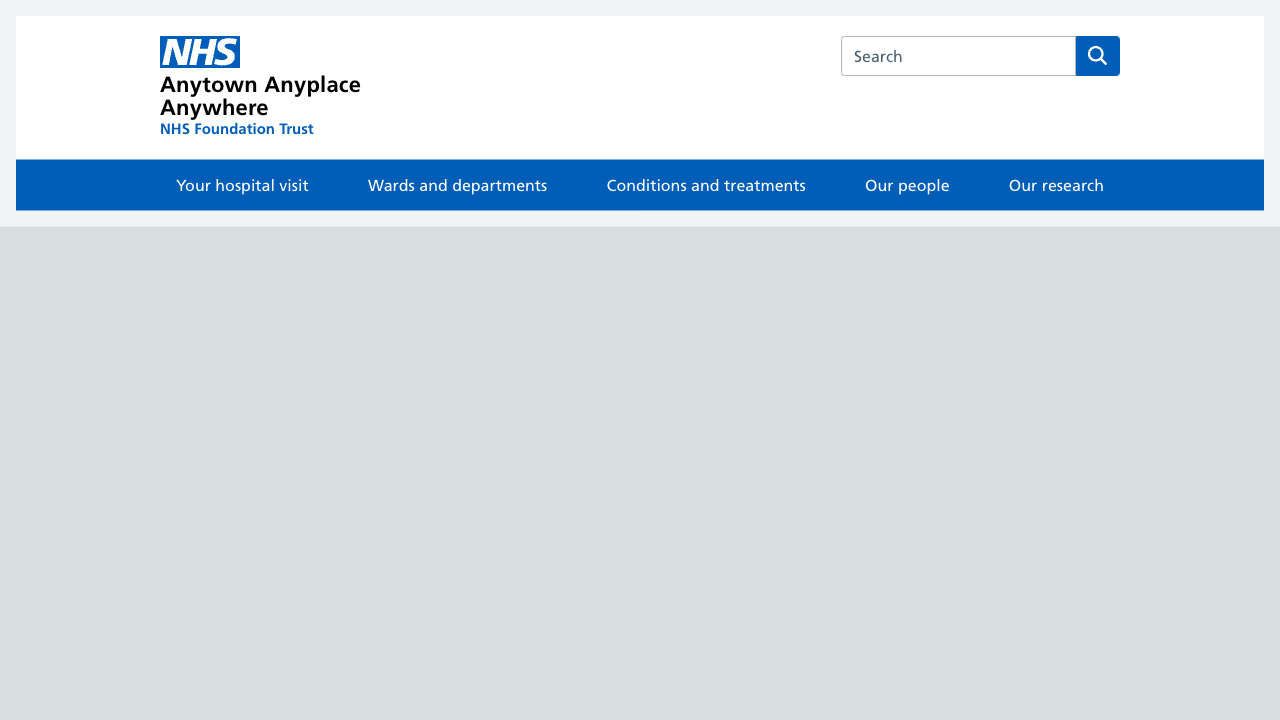 NHS
Anytown Anyplace
Anywhere
NHS Foundation Trust
Search
Your hospital visit
Wards and departments
Conditions and treatments
Our people
Our research